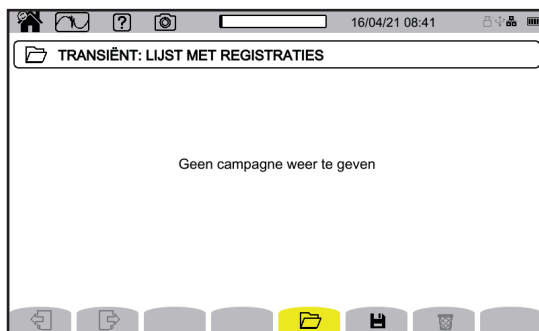 ?
16/04/21 08:41
TRANSIËNT: LIJST MET REGISTRATIES
Geen campagne weer te geven